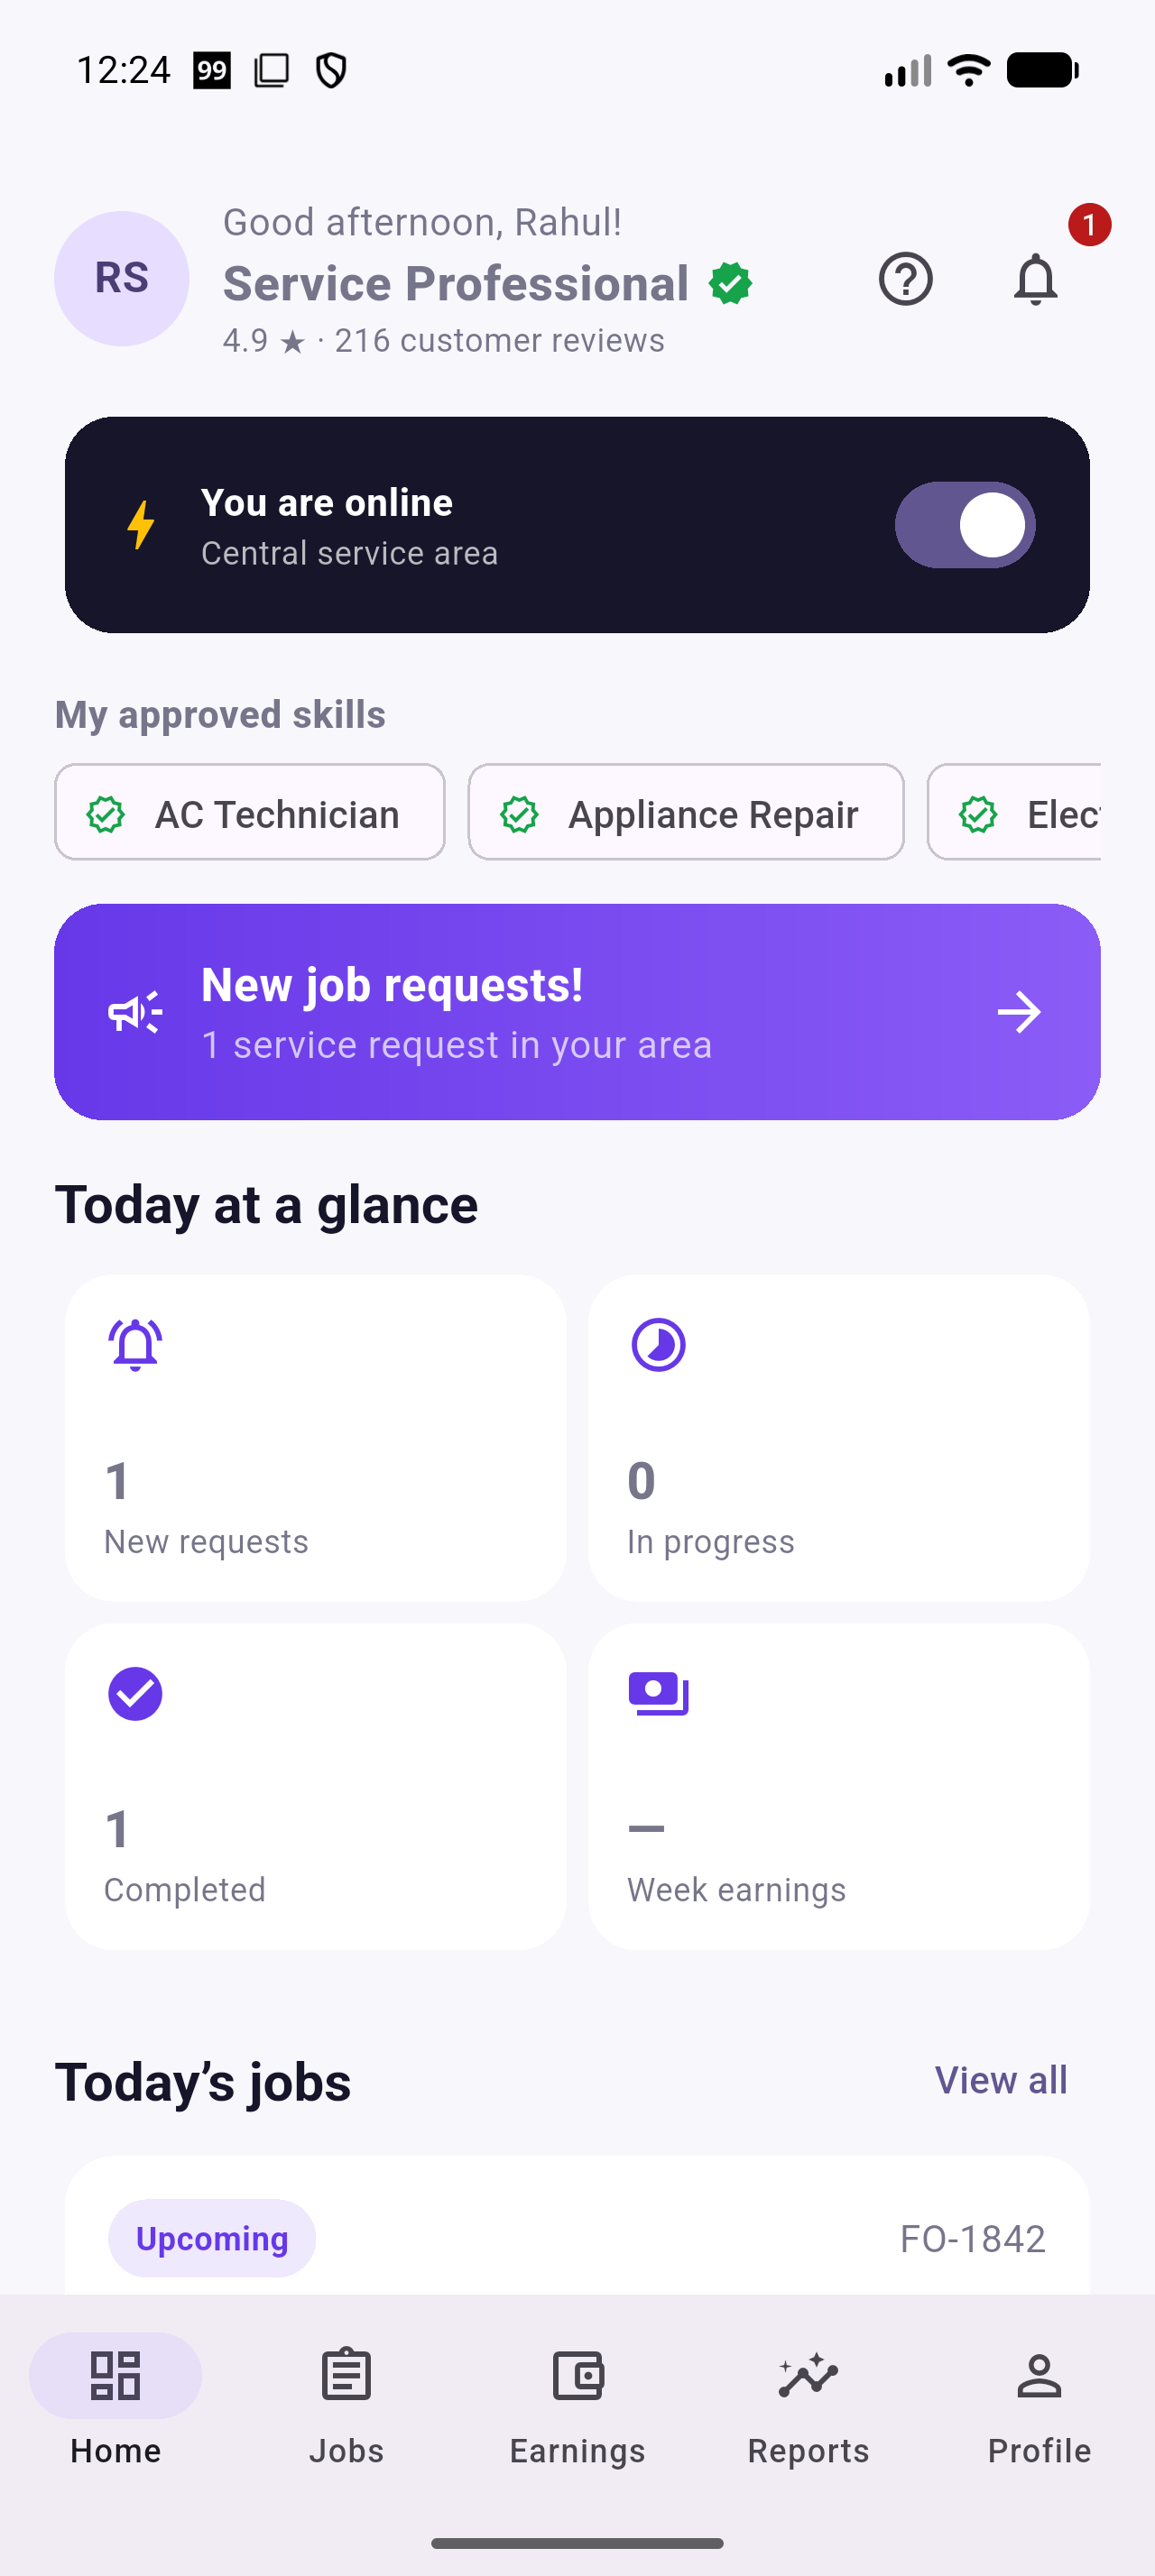 12:24 99
RS
Good afternoon, Rahul!
Service Professional
4.9 ★ · 216 customer reviews
1
You are online
Central service area
My approved skills
AC Technician
Appliance Repair
New job requests!
1 service request in your area
Today at a glance
1
New requests
0
In progress
1
Completed
—
Week earnings
Today’s jobs
View all
Upcoming
FO-1842
Home
Jobs
Earnings
Reports
Profile